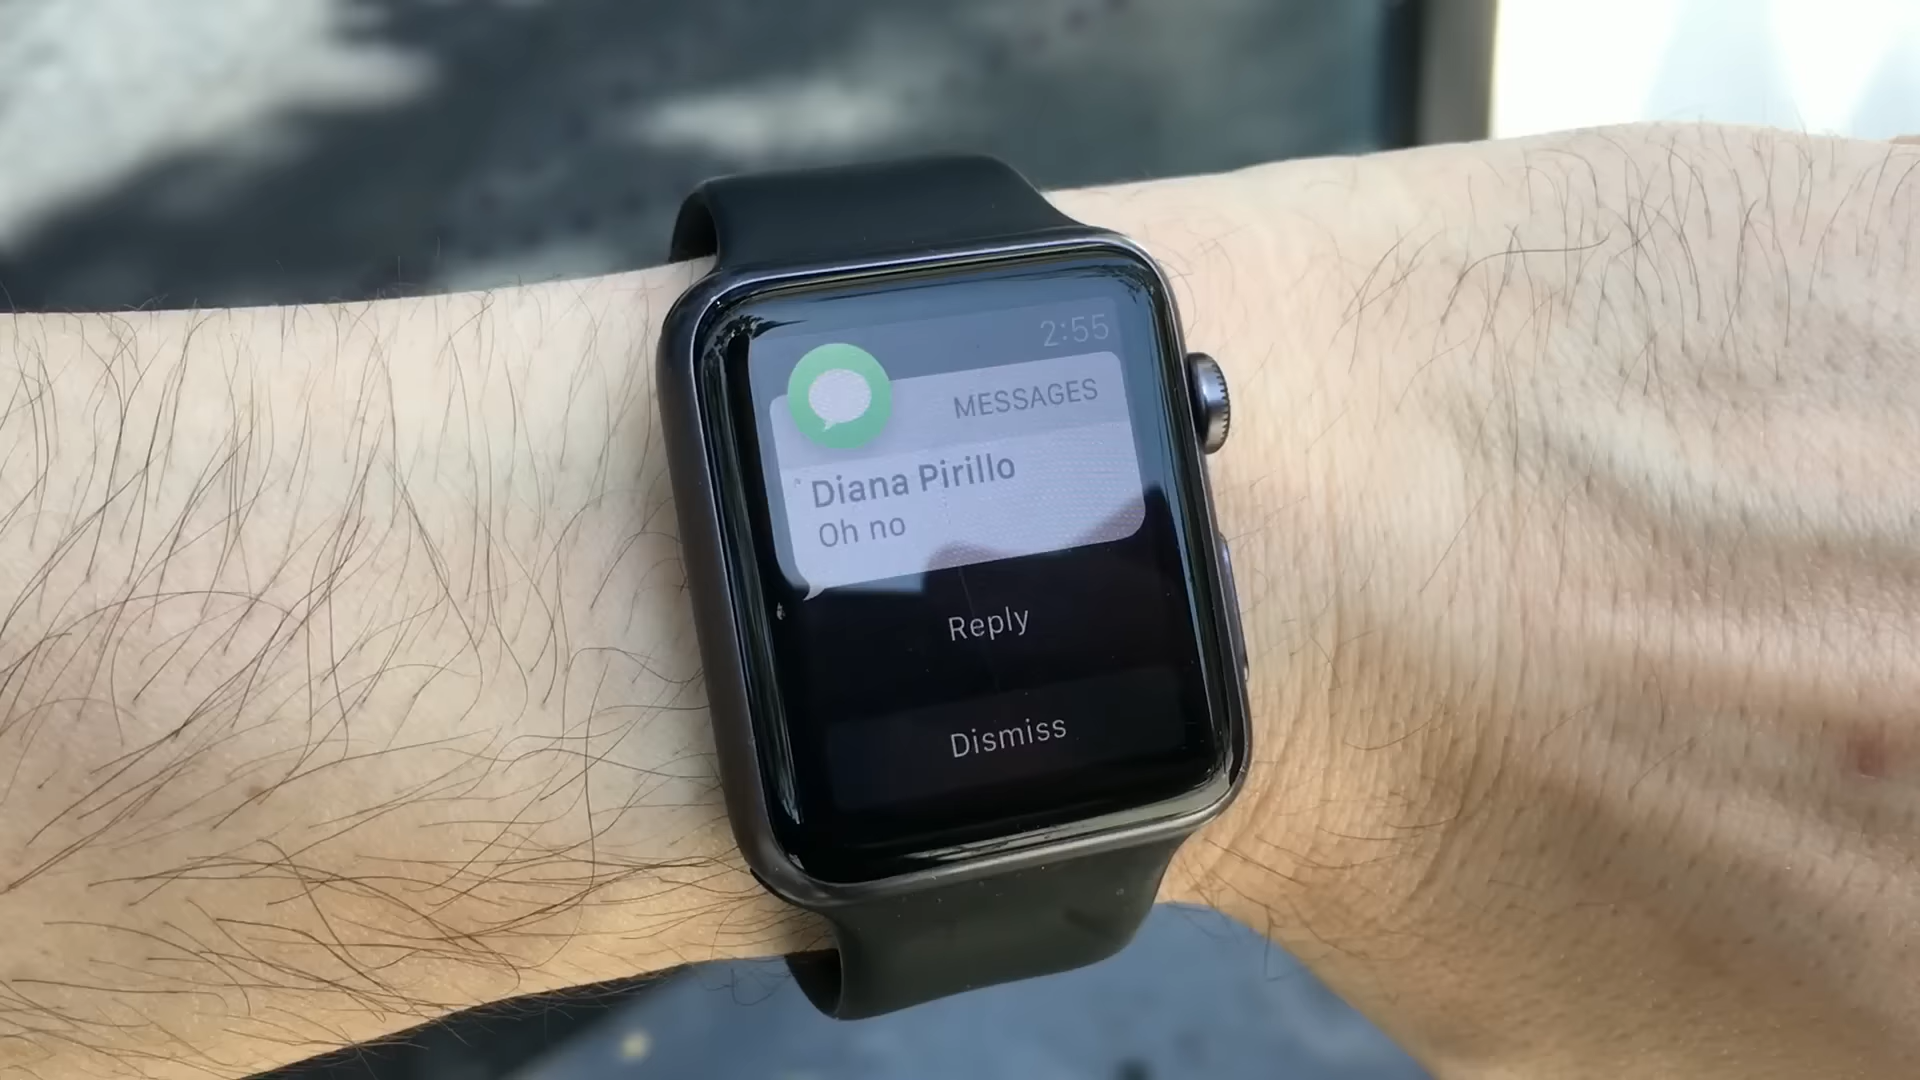 2:55
MESSAGES
Diana Pirillo
Oh no
Reply
Dismiss